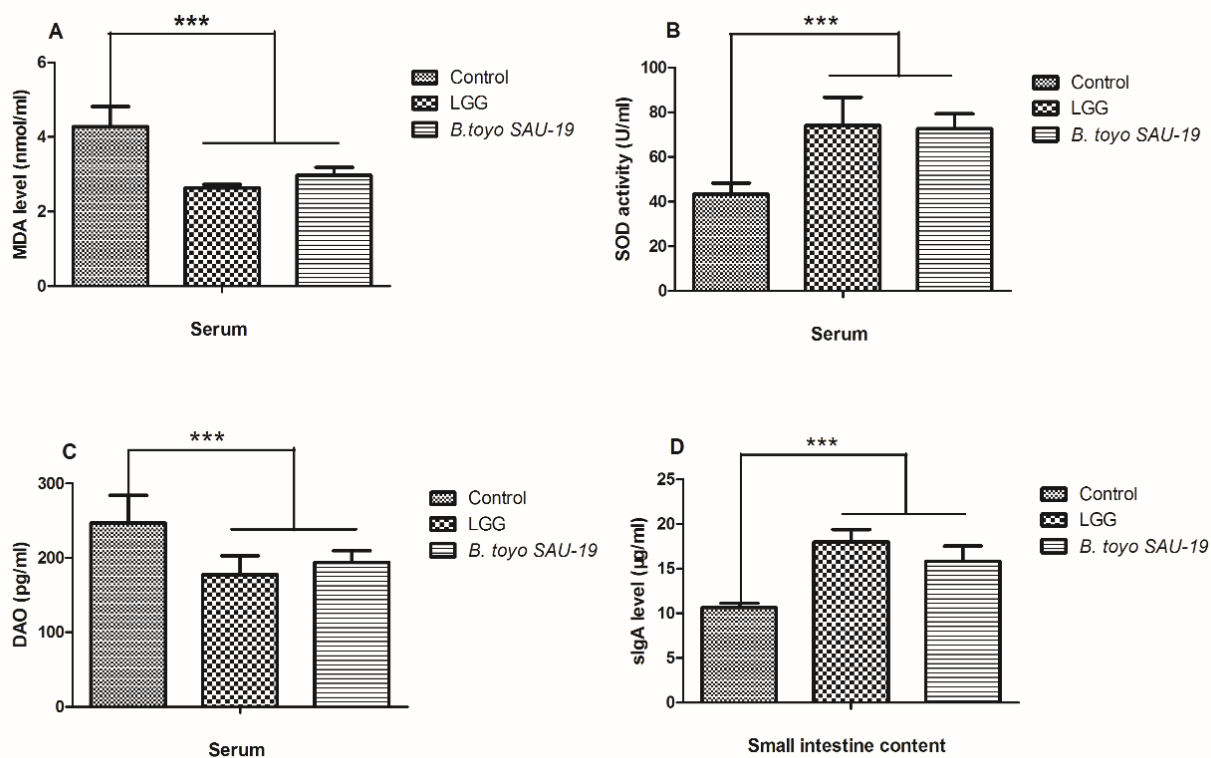 A
***
MDA level (nmol/ml)
6
4
2
0
Serum
Control
LGG
B.toyo SAU-19
B
***
SOD activity (U/ml)
100
80
60
40
20
0
Serum
Control
LGG
B. toyo SAU-19
C
***
DAO (pg/ml)
300
200
100
0
Serum
Control
LGG
B. toyo SAU-19
D
***
sIgA level (μg/ml)
25
20
15
10
5
0
Small intestine content
Control
LGG
B. toyo SAU-19